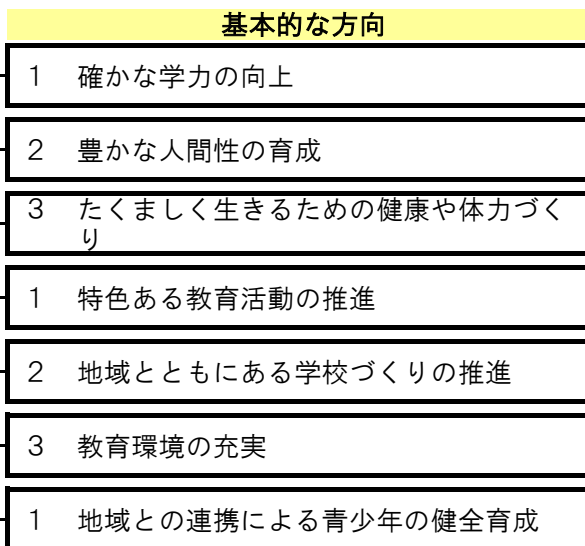 基本的な方向
1 確かな学力の向上
2 豊かな人間性の育成
3 たくましく生きるための健康や体力づく
り
1 特色ある教育活動の推進
2 地域とともにある学校づくりの推進
3 教育環境の充実
1 地域との連携による青少年の健全育成